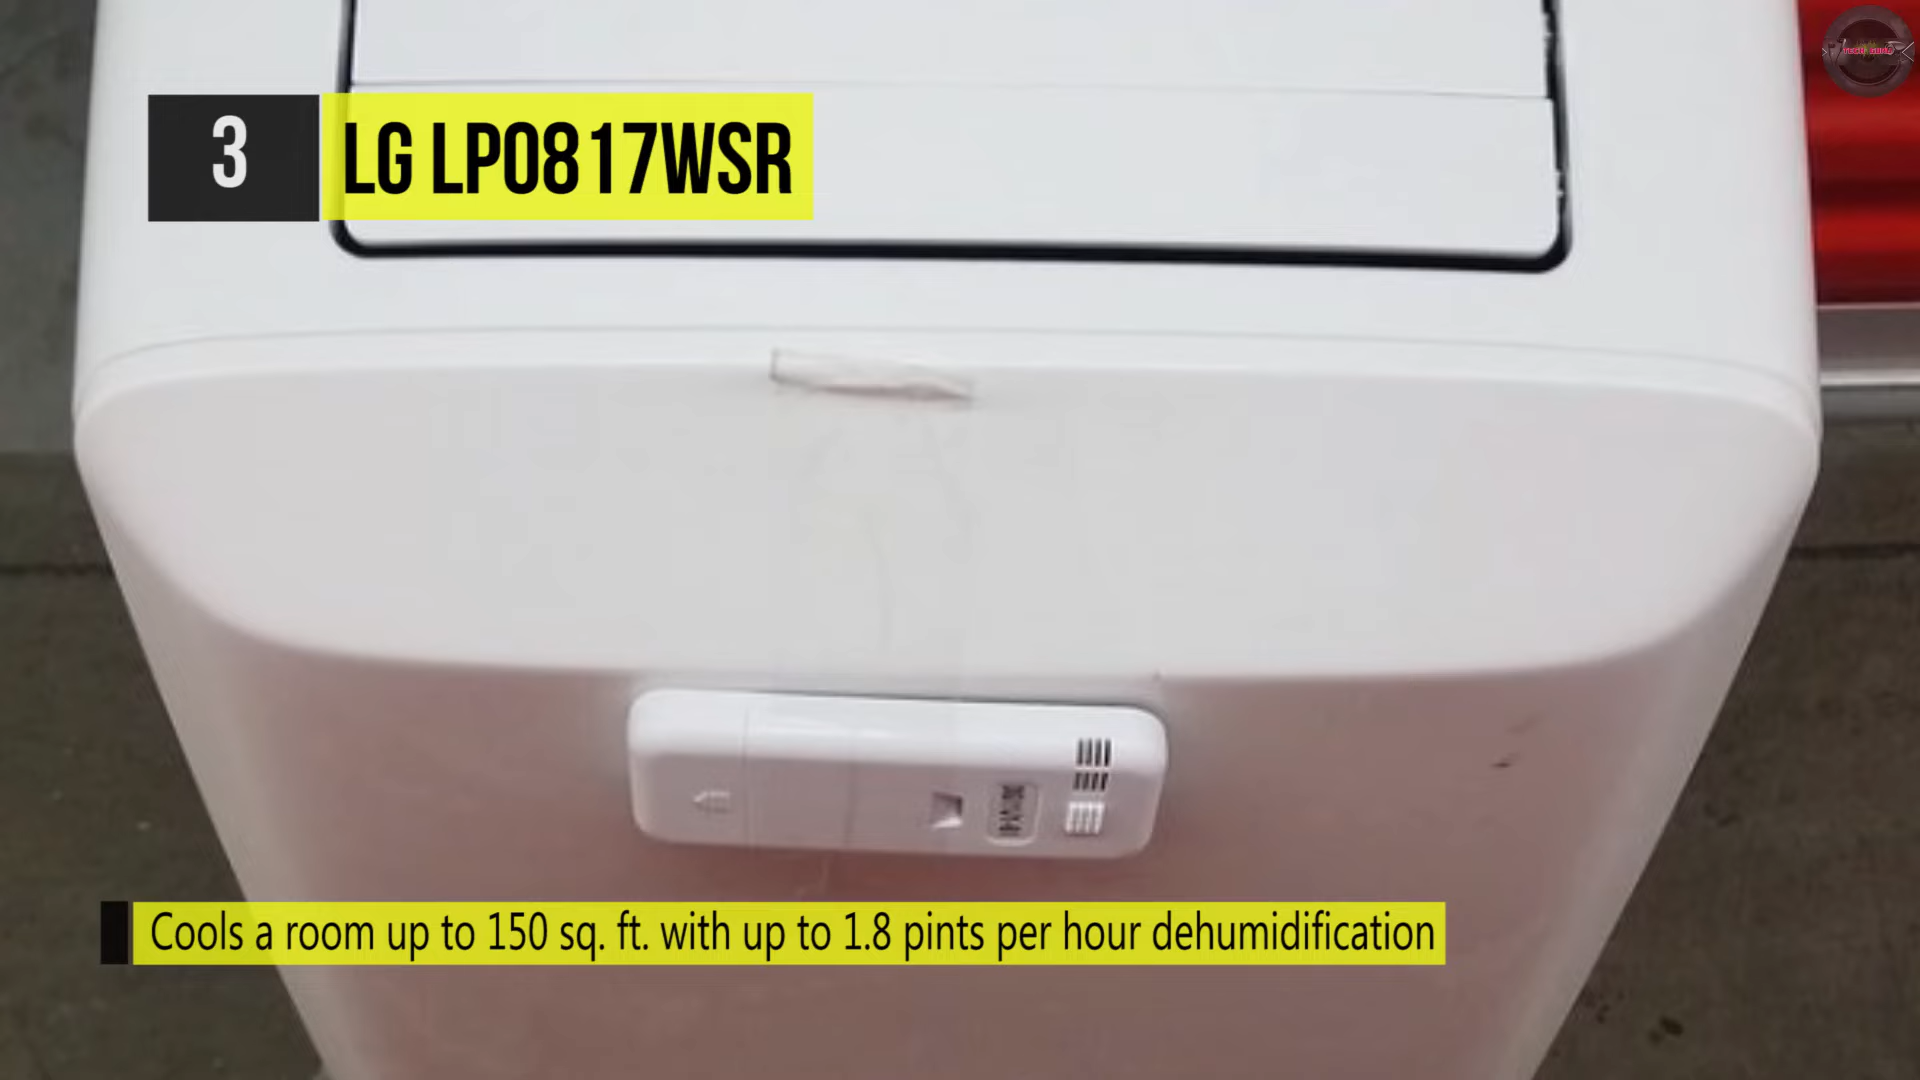 3
LG LP0817WSR
Cools a room up to 150 sq. ft. with up to 1.8 pints per hour dehumidification